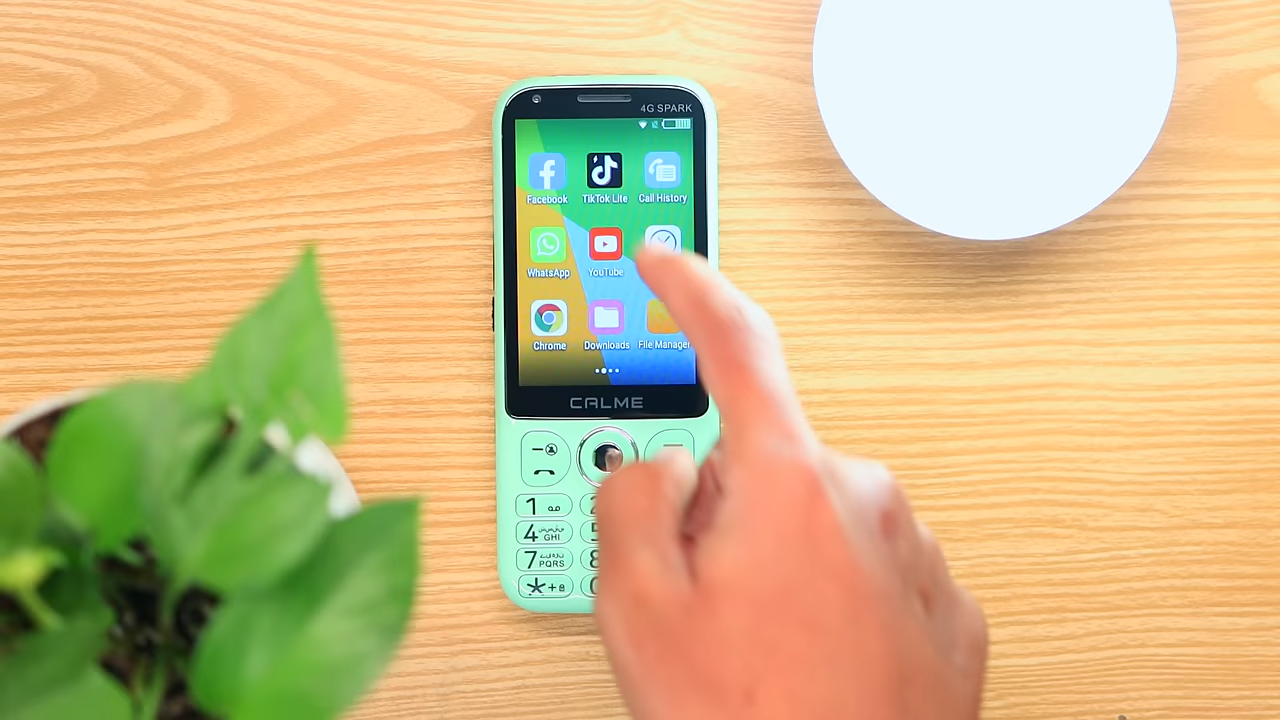 4G SPARK
Facebook
TikTok Lite
Call History
WhatsApp
YouTube
Chrome
Downloads
File Manager
CALME
1
4 GHI
7 PQRS
* +